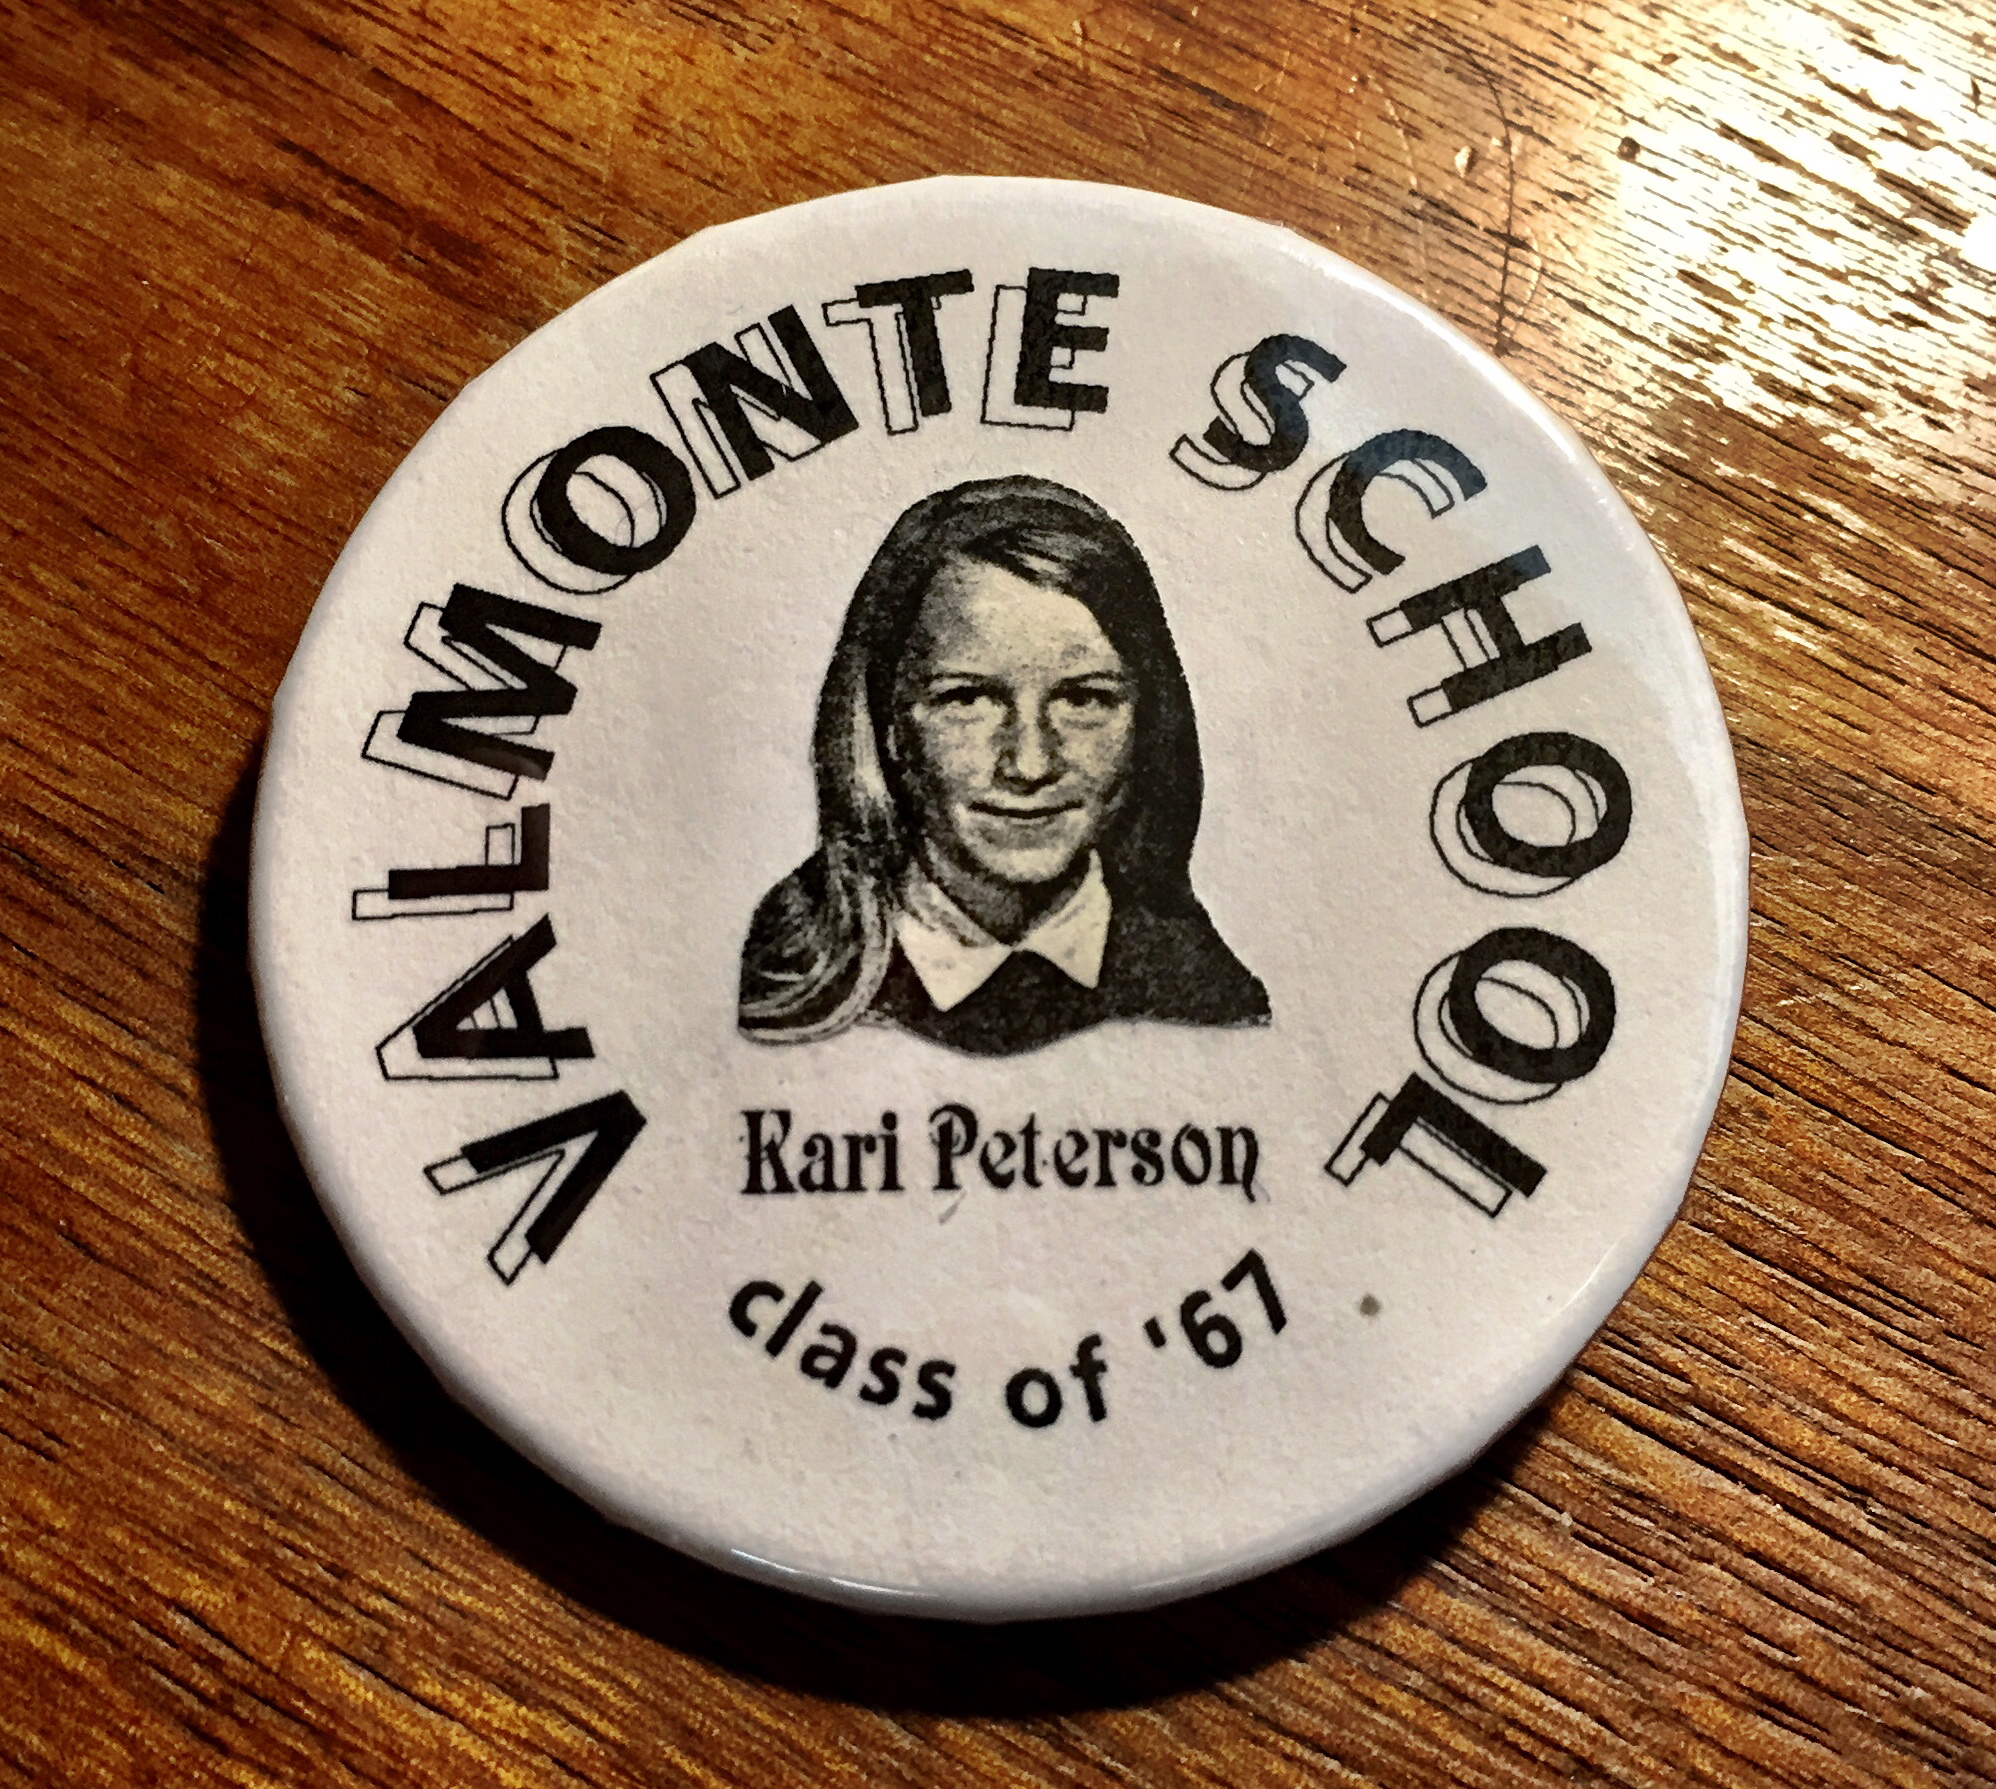 VALMONTE SCHOOL
Kari Peterson
class of '67